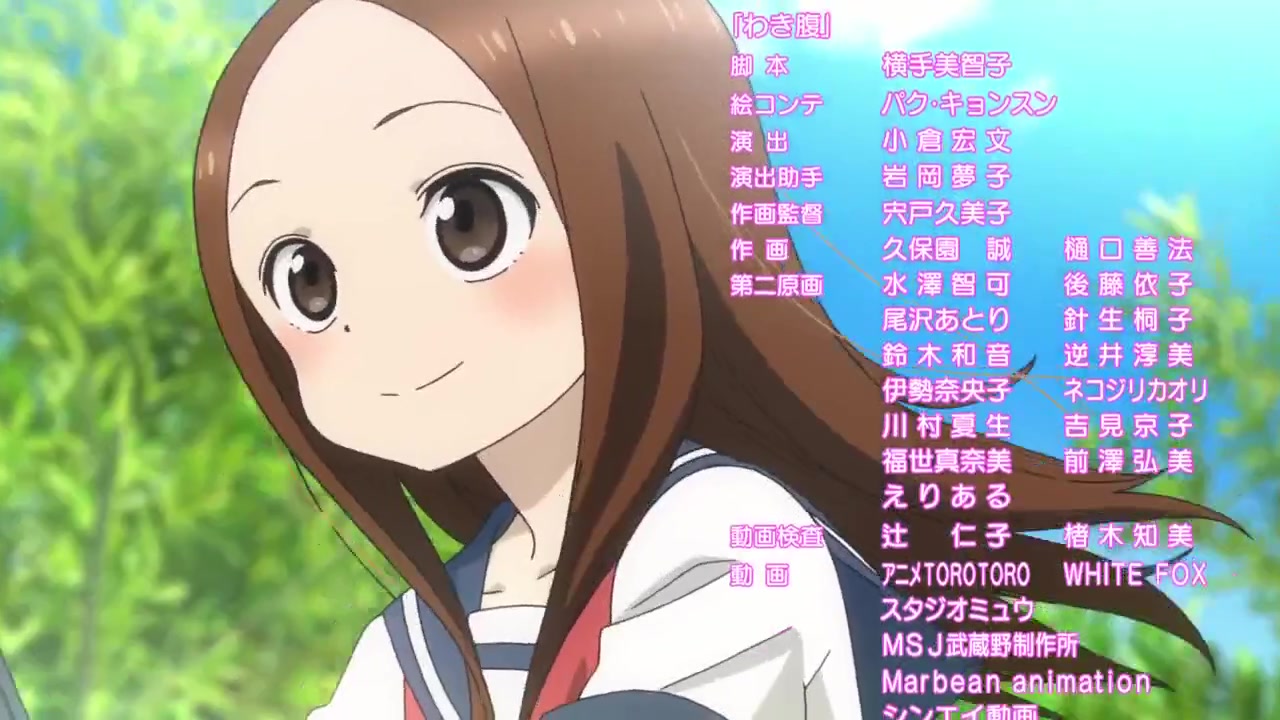 「わき腹」
脚 本 横手美智子
絵コンテ パク・キョンスン
演 出 小 倉 宏 文
演出助手 岩 岡 夢 子
作画監督 宍戸久美子
作 画 久保園 誠 樋 口 善 法
第二原画 水 澤 智 可 後 藤 依 子
尾沢あとり 針 生 桐 子
鈴 木 和 音 逆 井 淳 美
伊勢奈央子 ネコジリカオリ
川 村 夏 生 吉 見 京 子
福世真奈美 前 澤 弘 美
え り あ る
動画検査 辻 仁 子 楮 木 知 美
動 画 アニメTOROTORO WHITE FOX
スタジオミュウ
MSJ武蔵野制作所
Marbean animation
シンエイ動画